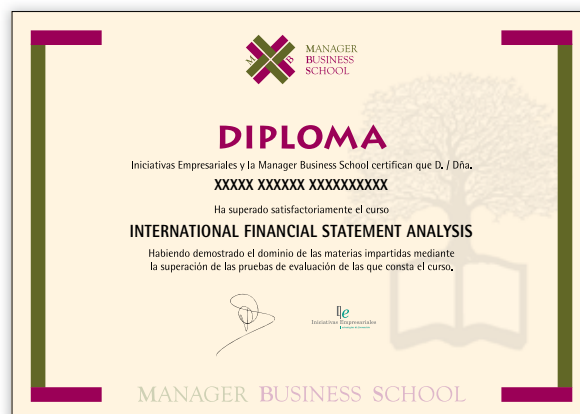 M B
MANAGER
BUSINESS
SCHOOL
DIPLOMA
Iniciativas Empresariales y la Manager Business School certifican que D. / Dña.
XXXXX XXXXXX XXXXXXXXXX
Ha superado satisfactoriamente el curso
INTERNATIONAL FINANCIAL STATEMENT ANALYSIS
Habiendo demostrado el dominio de las materias impartidas mediante
la superación de las pruebas de evaluación de las que consta el curso.
Iniciativas Empresariales
MANAGER BUSINESS SCHOOL